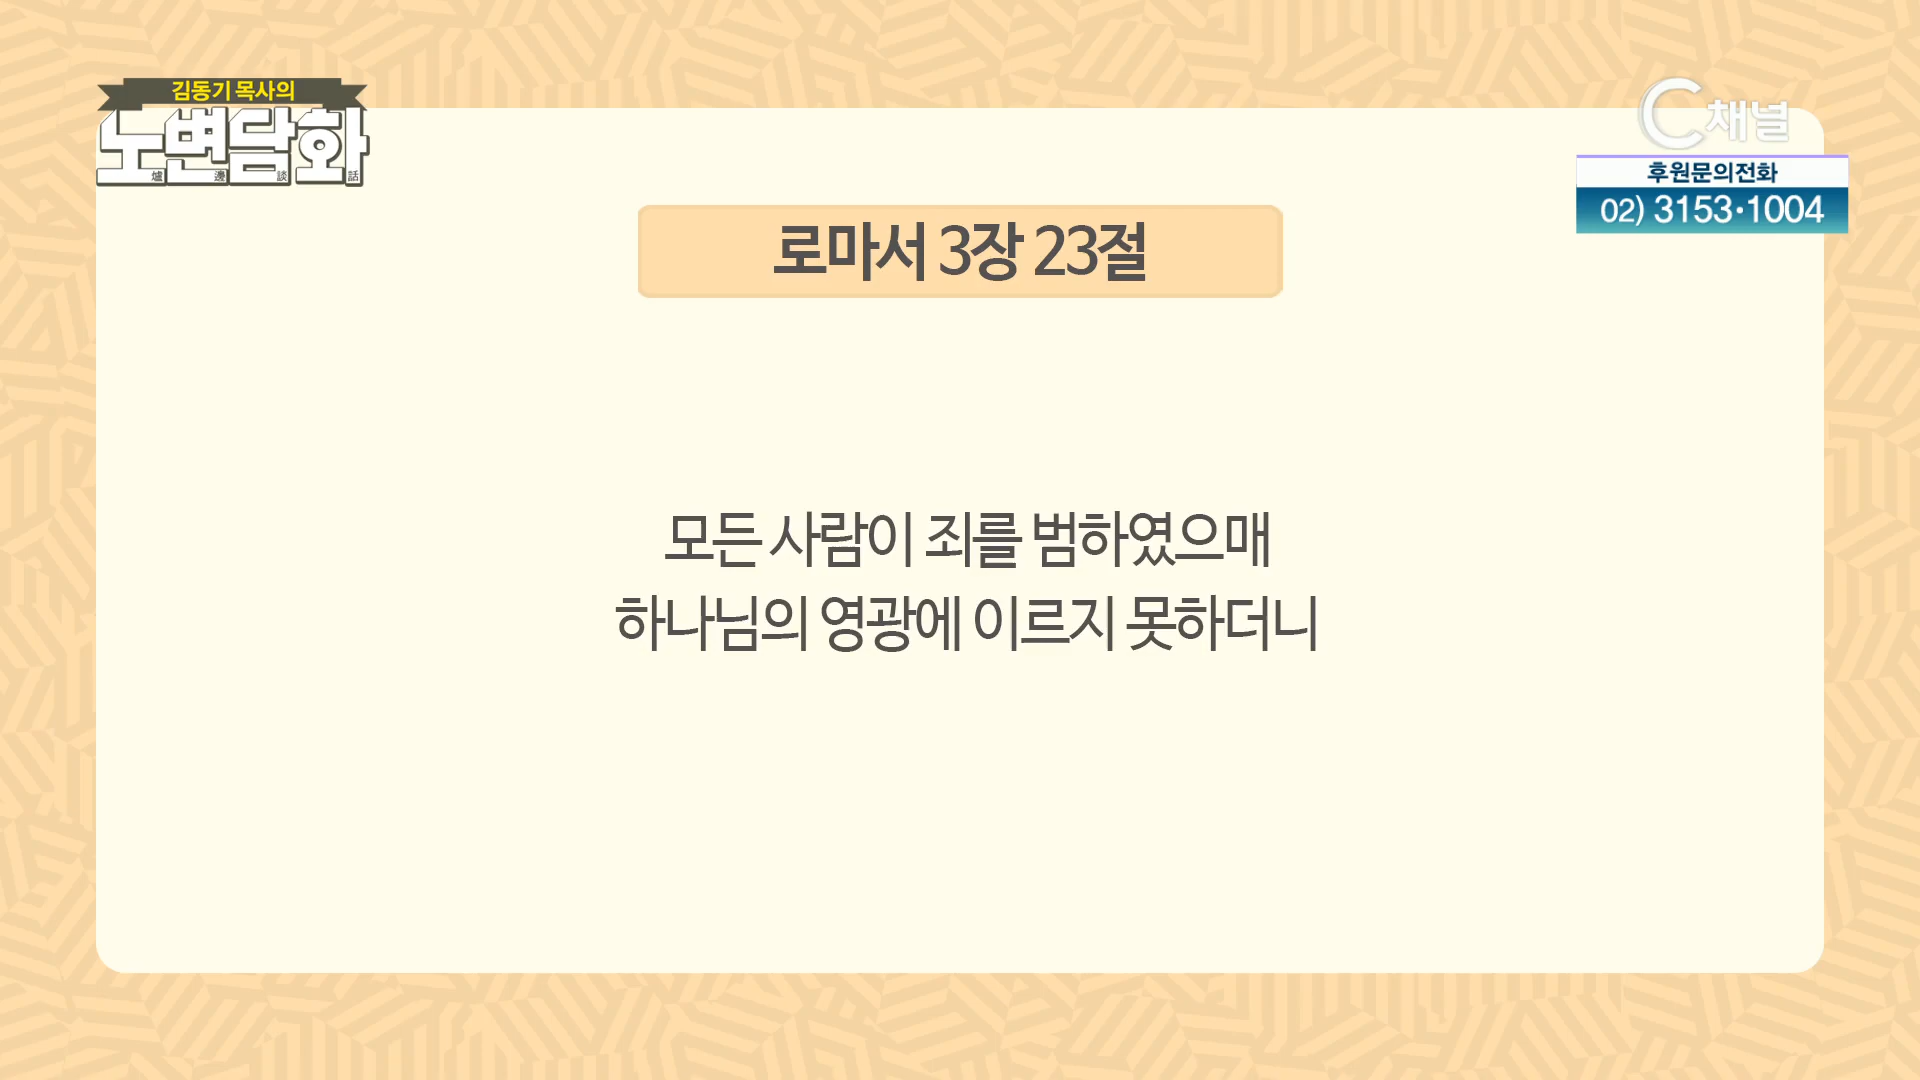 김동기 목사의
노변담화
爐邊談話
C채널
후원문의전화
02) 3153·1004
로마서 3장 23절
모든 사람이 죄를 범하였으매
하나님의 영광에 이르지 못하더니